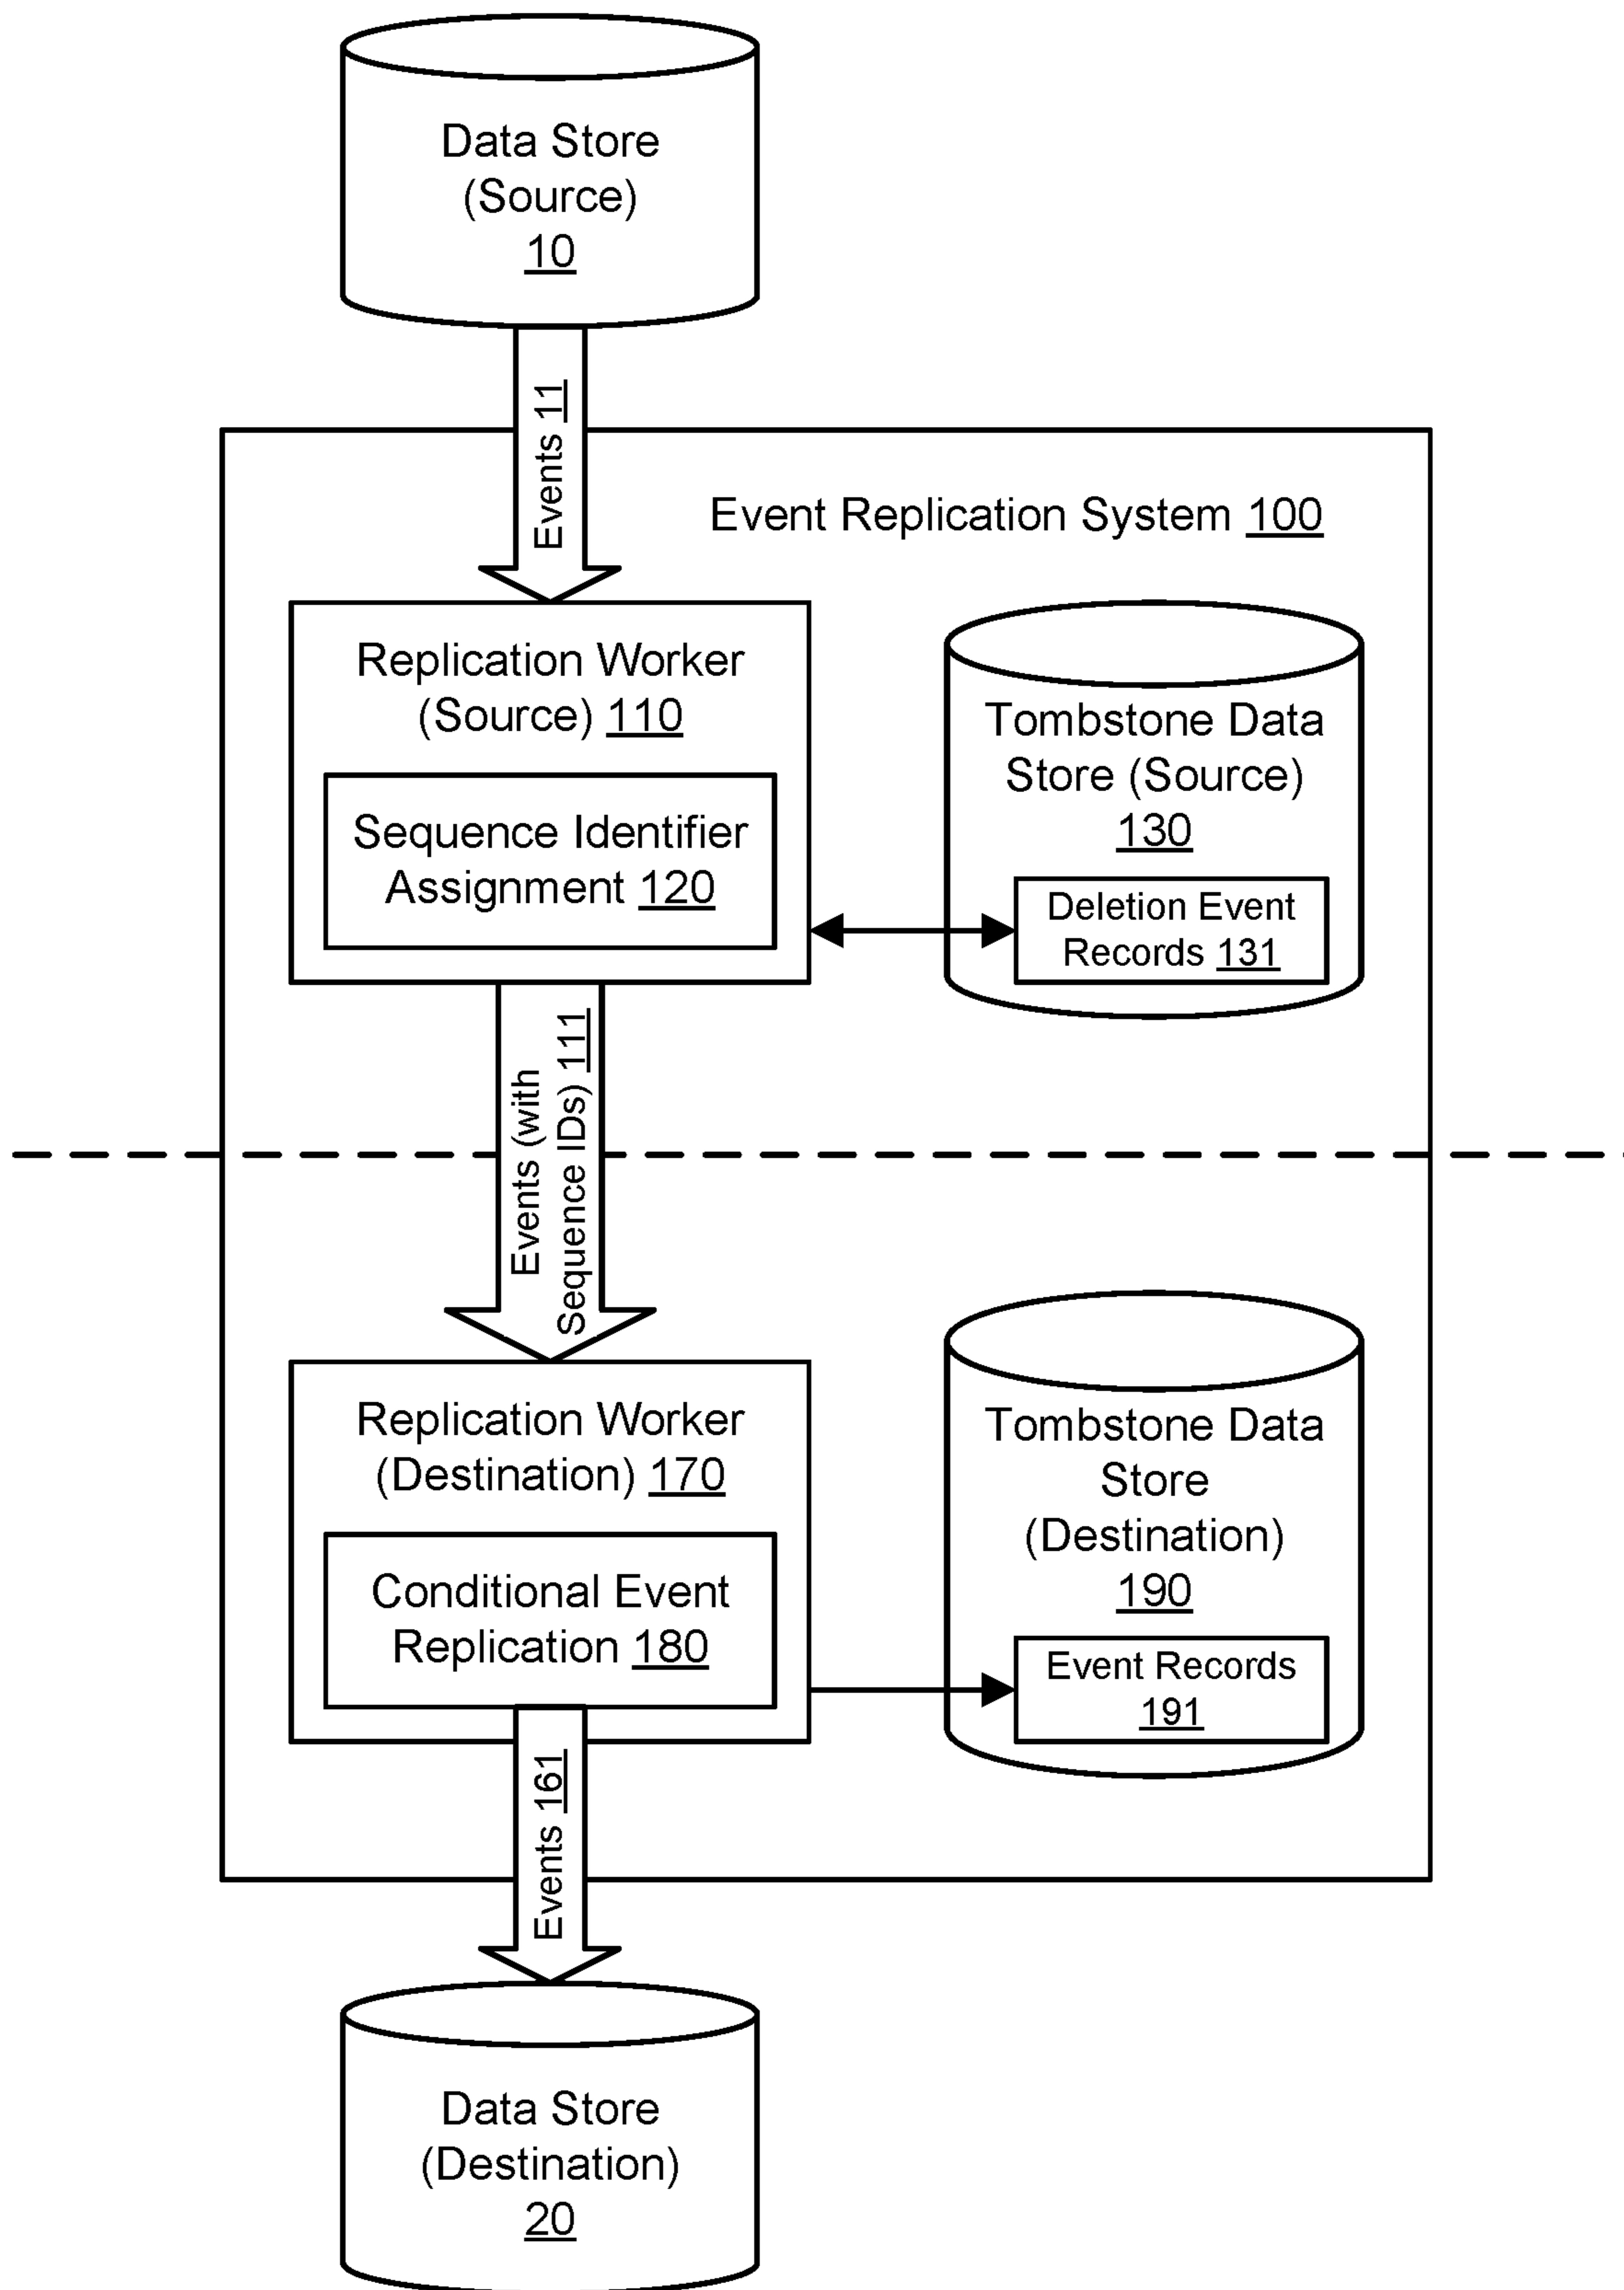 Data Store
(Source)
10
Events 11
Event Replication System 100
Replication Worker
(Source) 110
Sequence Identifier
Assignment 120
Tombstone Data
Store (Source)
130
Deletion Event
Records 131
Events (with
Sequence IDs) 111
Replication Worker
(Destination) 170
Conditional Event
Replication 180
Tombstone Data
Store
(Destination)
190
Event Records
191
Events 161
Data Store
(Destination)
20